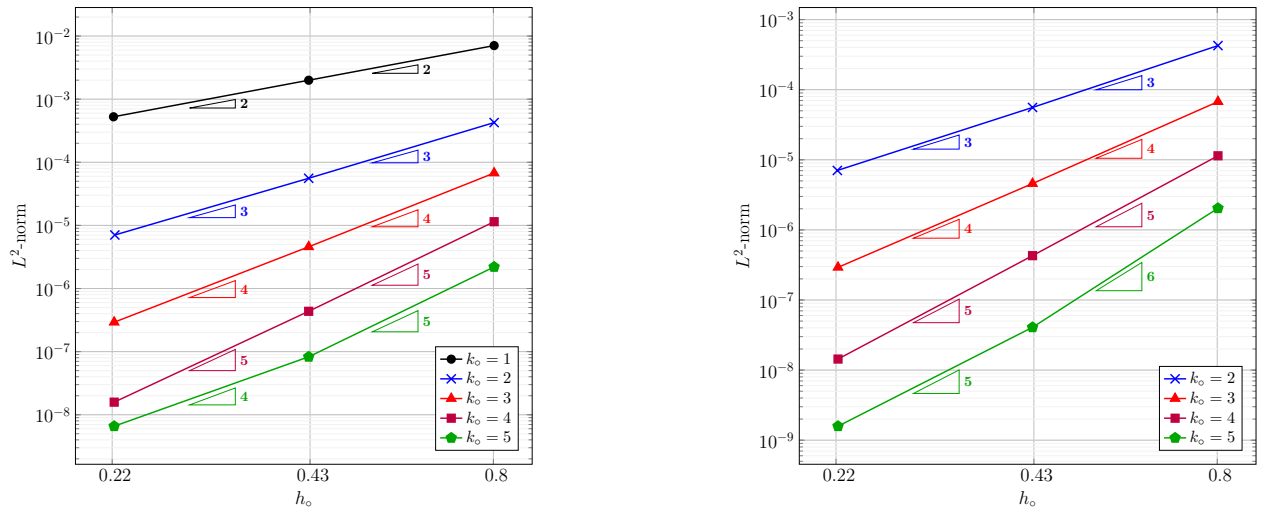 10⁻²
10⁻³
10⁻⁴
10⁻⁵
10⁻⁶
10⁻⁷
10⁻⁸
L²-norm
2
2
3
3
4
4
5
5
5
4
k∘ = 1
k∘ = 2
k∘ = 3
k∘ = 4
k∘ = 5
0.22 0.43 0.8
h∘
10⁻³
10⁻⁴
10⁻⁵
10⁻⁶
10⁻⁷
10⁻⁸
10⁻⁹
L²-norm
3
3
4
4
5
6
5
5
k∘ = 2
k∘ = 3
k∘ = 4
k∘ = 5
0.22 0.43 0.8
h∘